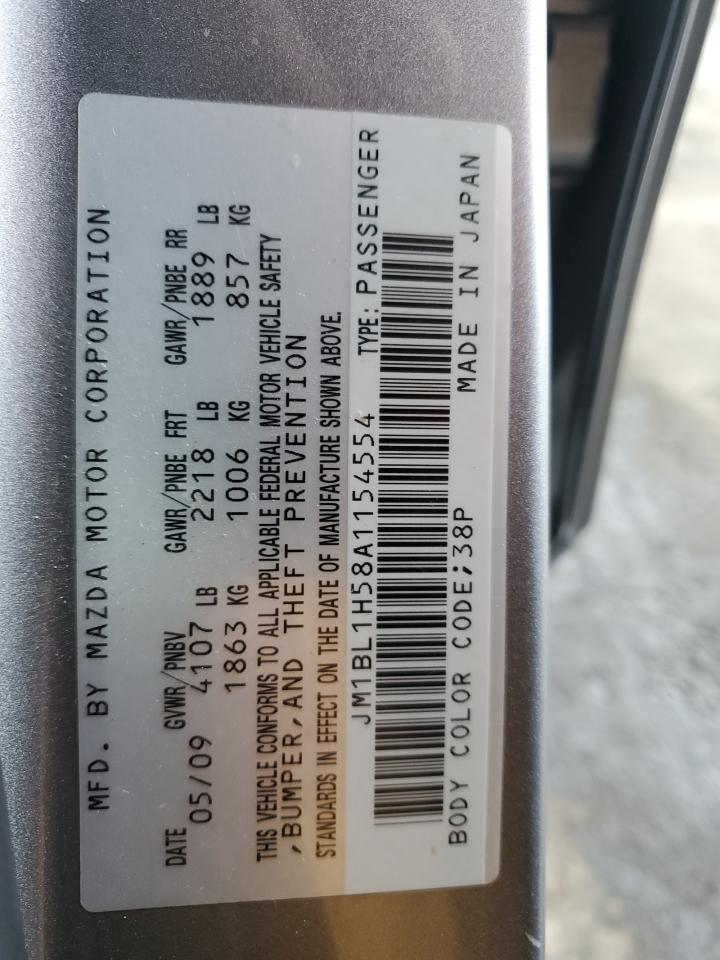 MFD. BY MAZDA MOTOR CORPORATION
DATE GVWR/PNBV GAWR/PNBE FRT GAWR/PNBE RR
05/09 4107 LB 2218 LB 1889 LB
1863 KG 1006 KG 857 KG
THIS VEHICLE CONFORMS TO ALL APPLICABLE FEDERAL MOTOR VEHICLE SAFETY
,BUMPER,AND THEFT PREVENTION
STANDARDS IN EFFECT ON THE DATE OF MANUFACTURE SHOWN ABOVE.
JM1BL1H58A1154554 TYPE: PASSENGER
BODY COLOR CODE;38P MADE IN JAPAN